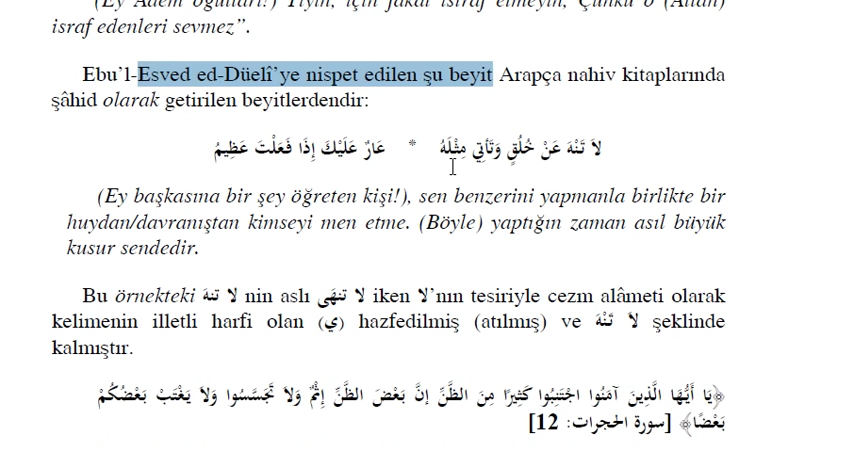 (Ey Âdem oğulları!) Yiyin, için fakat israf etmeyin, Çünkü o (Allah)
israf edenleri sevmez”.
Ebu’l-Esved ed-Düelî’ye nispet edilen şu beyit Arapça nahiv kitaplarında
şâhid olarak getirilen beyitlerdendir:
لاَ تَنْهَ عَنْ خُلُقٍ وَتَأتِي مِثْلَهُ * عَارٌ عَلَيْكَ إِذَا فَعَلْتَ عَظِيمُ
(Ey başkasına bir şey öğreten kişi!), sen benzerini yapmanla birlikte bir
huydan/davranıştan kimseyi men etme. (Böyle) yaptığın zaman asıl büyük
kusur sendedir.
Bu örnekteki لا تنهَ nin aslı لا تنهَى iken لا’nın tesiriyle cezm alâmeti olarak
kelimenin illetli harfi olan (ي) hazfedilmiş (atılmış) ve لاَ تَنْهَ şeklinde
kalmıştır.
﴿يَا أَيُّهَا الَّذِينَ آمَنُوا اجْتَنِبُوا كَثِيرًا مِنَ الظَّنِّ إنَّ بَعْضَ الظَّنِّ إِثْمٌ وَلاَ تَجَسَّسُوا وَلاَ يَغْتَبْ بَعْضُكُمْ
بَعْضًا﴾ [سورة الحجرات: 12]